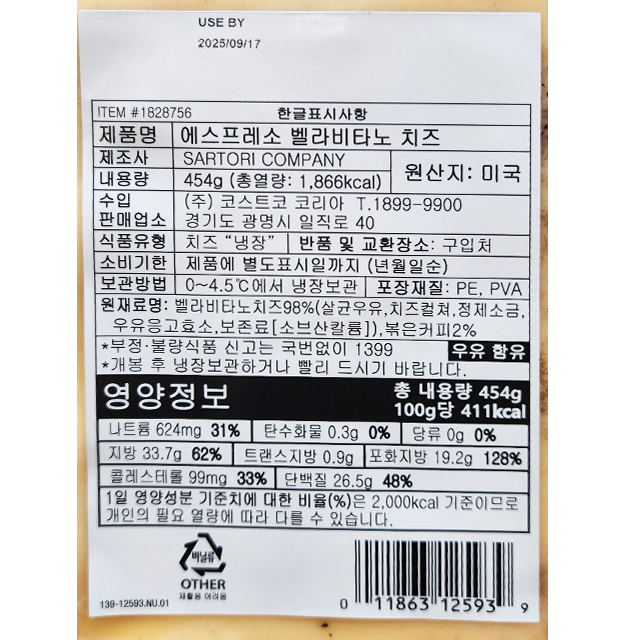 USE BY
2025/09/17
ITEM #1828756 한글표시사항
제품명 에스프레소 벨라비타노 치즈
제조사 SARTORI COMPANY 원산지: 미국
내용량 454g (총열량: 1,866kcal)
수입 (주) 코스트코 코리아 T.1899-9900
판매업소 경기도 광명시 일직로 40
식품유형 치즈 “냉장” 반품 및 교환장소: 구입처
소비기한 제품에 별도표시일까지 (년월일순)
보관방법 0~4.5℃에서 냉장보관 포장재질: PE, PVA
원재료명: 벨라비타노치즈98%(살균우유,치즈컬쳐,정제소금,
우유응고효소,보존료[소브산칼륨]),볶은커피2%
*부정·불량식품 신고는 국번없이 1399 우유 함유
*개봉 후 냉장보관하거나 빨리 드시기 바랍니다.
영양정보 총 내용량 454g
100g당 411kcal
나트륨 624mg 31% 탄수화물 0.3g 0% 당류 0g 0%
지방 33.7g 62% 트랜스지방 0.9g 포화지방 19.2g 128%
콜레스테롤 99mg 33% 단백질 26.5g 48%
1일 영양성분 기준치에 대한 비율(%)은 2,000kcal 기준이므로
개인의 필요 열량에 따라 다를 수 있습니다.
비닐류
OTHER
재활용 어려움
139-12593.NU.01
0 11863 12593 9